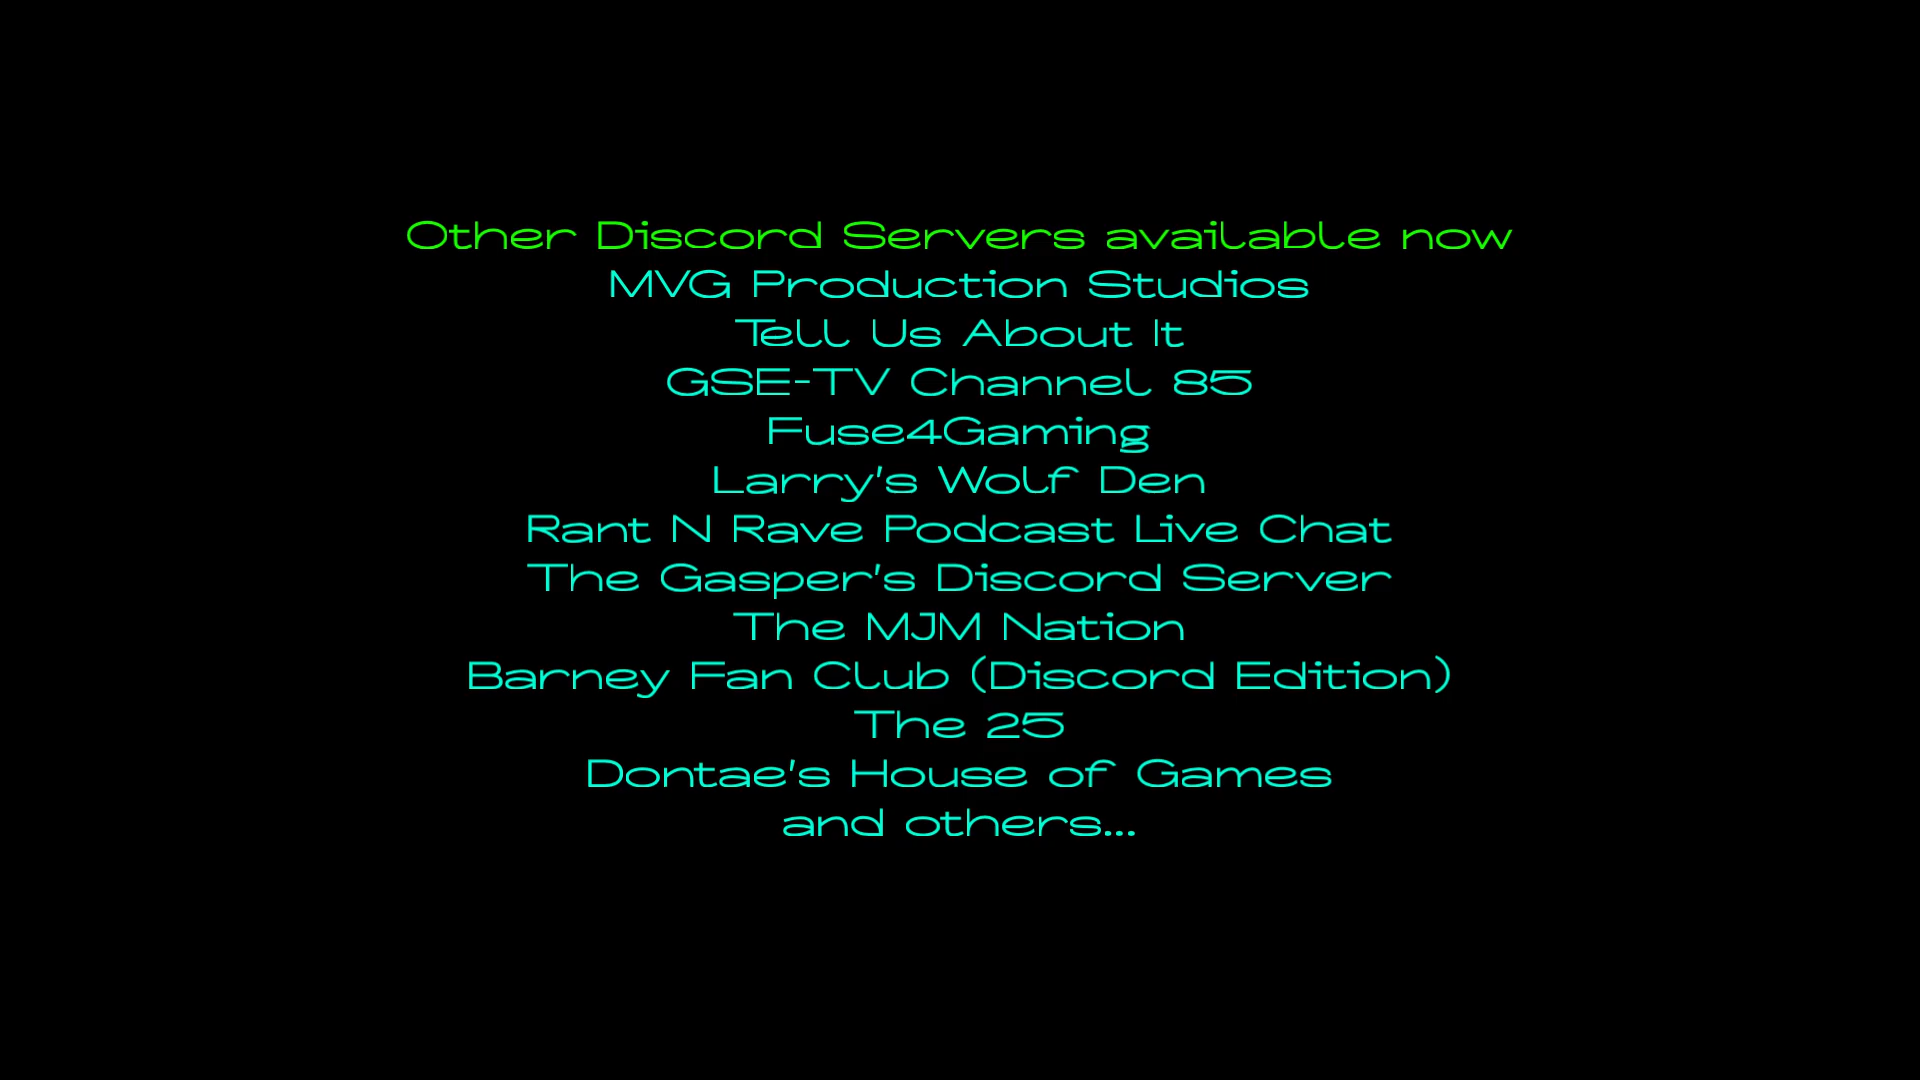 Other Discord Servers available now
MVG Production Studios
Tell Us About It
GSE-TV Channel 85
Fuse4Gaming
Larry's Wolf Den
Rant N Rave Podcast Live Chat
The Gasper's Discord Server
The MJM Nation
Barney Fan Club (Discord Edition)
The 25
Dontae's House of Games
and others...